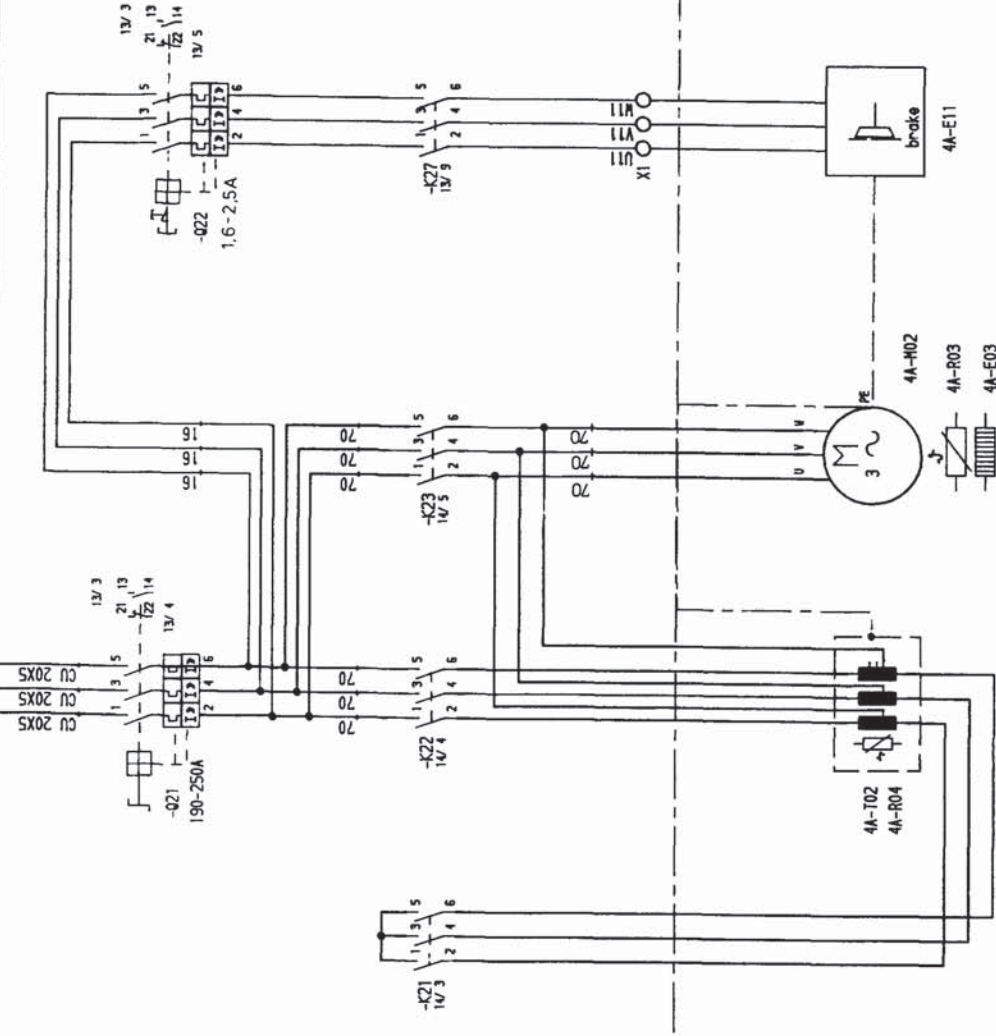 13/ 3
21 13
22 14
13/ 5
5
3
1
6
4
2
-Q22
1.6-2,5A
5
3
1
6
4
2
-K27
13/ 9
W11
V11
U11
X1
brake
4A-E11
16
16
16
70
70
70
5
3
1
6
4
2
-K23
14/ 5
70
70
70
U
V
W
PE
M
3 ~
4A-M02
4A-R03
4A-E03
CU 20X5
CU 20X5
CU 20X5
13/ 3
21 13
22 14
13/ 4
5
3
1
6
4
2
-Q21
190-250A
70
70
70
5
3
1
6
4
2
-K22
14/ 4
4A-T02
4A-R04
5
3
1
6
4
2
-K21
14/ 3